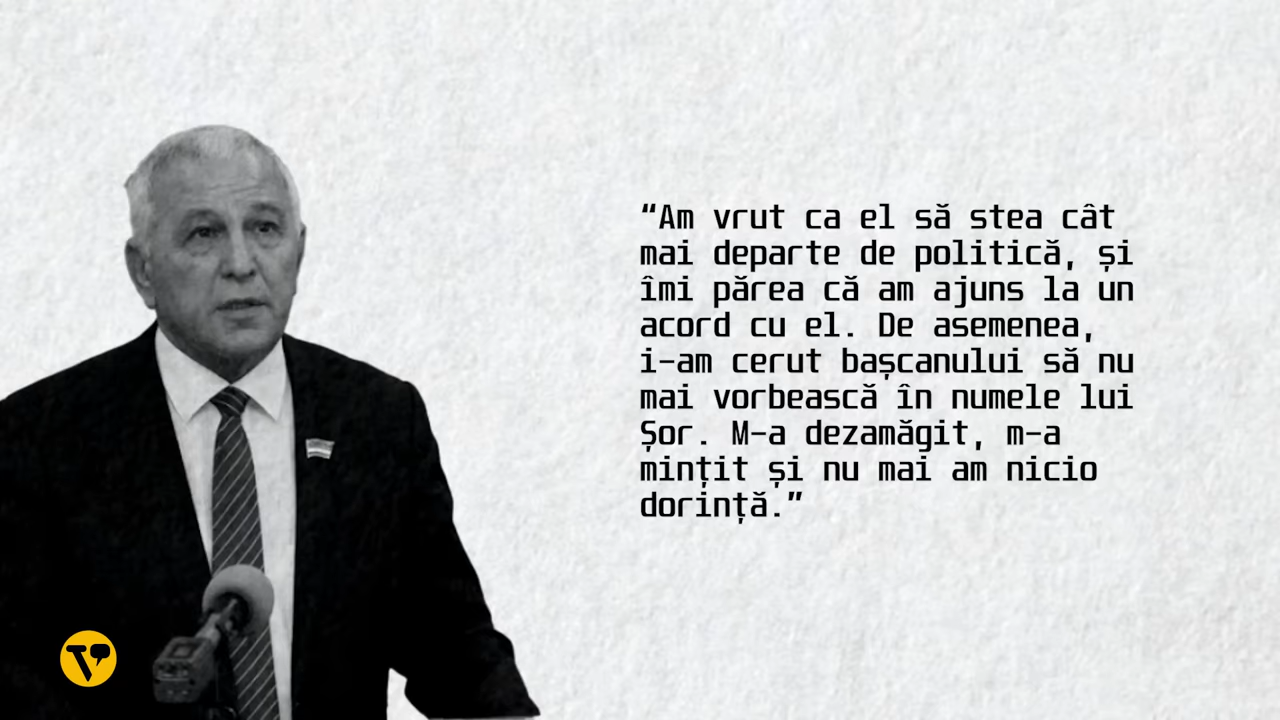 “Am vrut ca el să stea cât
mai departe de politică, și
îmi părea că am ajuns la un
acord cu el. De asemenea,
i-am cerut bașcanului să nu
mai vorbească în numele lui
Șor. M-a dezamăgit, m-a
mințit și nu mai am nicio
dorință.”